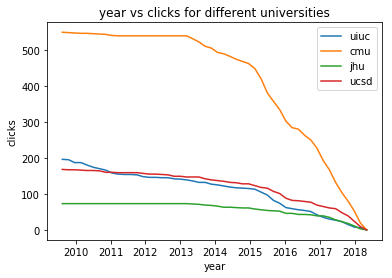 year vs clicks for different universities
uiuc
cmu
jhu
ucsd
clicks
500
400
300
200
100
0
2010 2011 2012 2013 2014 2015 2016 2017 2018
year